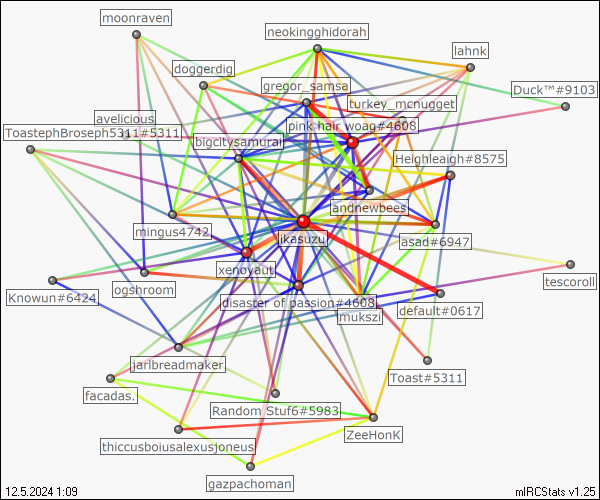 moonraven
neokingghidorah
lahnk
doggerdig
gregor_samsa
Duck™#9103
turkey_mcnugget
avelicious
pink hair woag#4608
ToastephBroseph5311#5311
bigcitysamurai
Heighleaigh#8575
andnewbees
mingus4742
ikasuzu
asad#6947
xenoyaut
tescoroll
ogshroom
Knowun#6424
disaster of passion#4608
mukszi
default#0617
jarlbreadmaker
Toast#5311
facadas.
Random Stuf6#5983
ZeeHonK
thiccusboiusalexusjoneus
gazpachoman
12.5.2024 1:09
mIRCStats v1.25